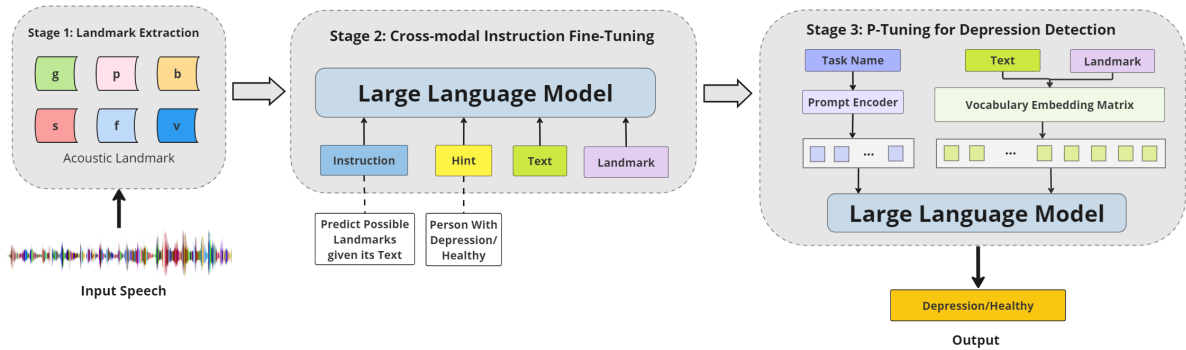 Stage 1: Landmark Extraction
g p b
s f v
Acoustic Landmark
Input Speech
Stage 2: Cross-modal Instruction Fine-Tuning
Large Language Model
Instruction
Hint
Text
Landmark
Predict Possible
Landmarks
given its Text
Person With
Depression/
Healthy
Stage 3: P-Tuning for Depression Detection
Task Name
Text
Landmark
Prompt Encoder
Vocabulary Embedding Matrix
...
...
Large Language Model
Depression/Healthy
Output